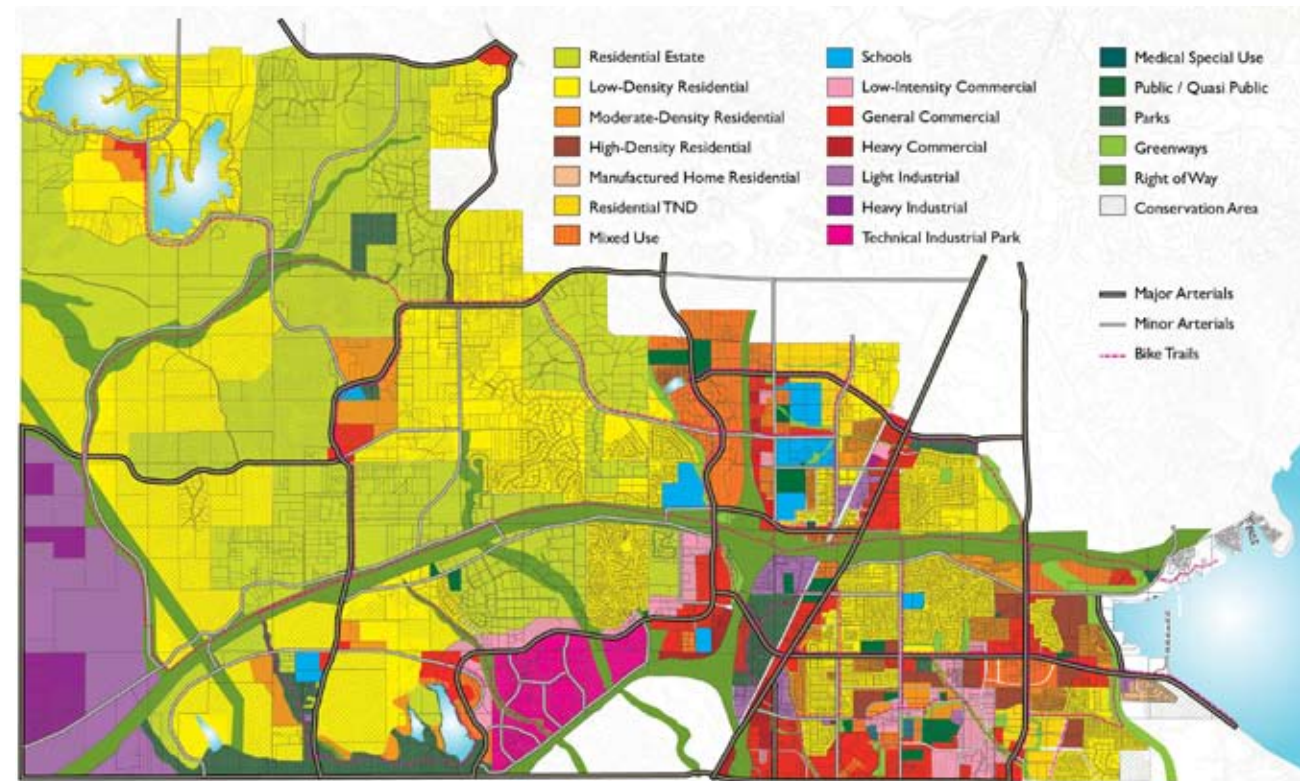 Residential Estate
Low-Density Residential
Moderate-Density Residential
High-Density Residential
Manufactured Home Residential
Residential TND
Mixed Use
Schools
Low-Intensity Commercial
General Commercial
Heavy Commercial
Light Industrial
Heavy Industrial
Technical Industrial Park
Medical Special Use
Public / Quasi Public
Parks
Greenways
Right of Way
Conservation Area
Major Arterials
Minor Arterials
Bike Trails